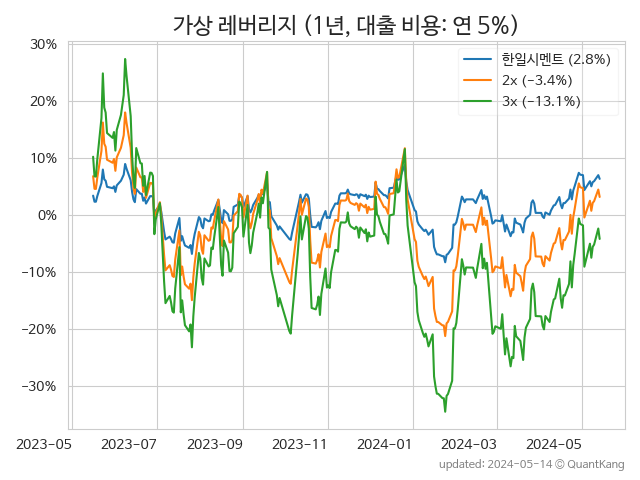 가상 레버리지 (1년, 대출 비용: 연 5%)
한일시멘트 (2.8%)
2x (−3.4%)
3x (−13.1%)
30%
20%
10%
0%
−10%
−20%
−30%
2023-05 2023-07 2023-09 2023-11 2024-01 2024-03 2024-05
updated: 2024-05-14 © QuantKang